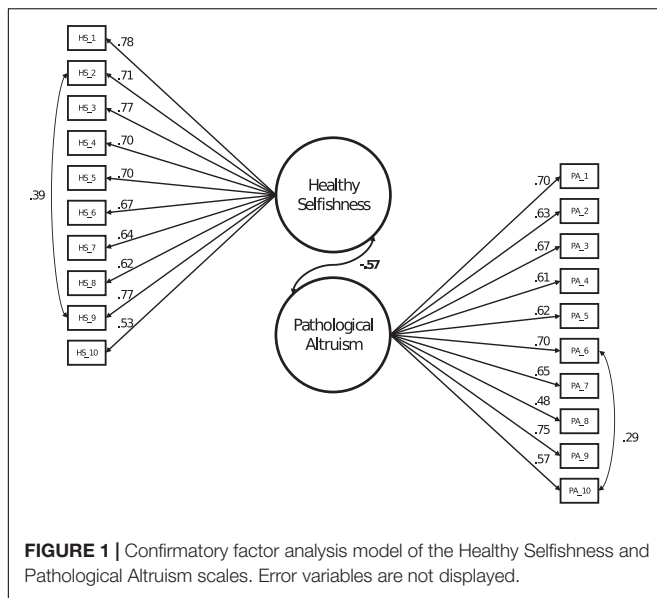 HS_1
.78
HS_2
.71
HS_3
.77
HS_4
.70
HS_5
.70
.39
HS_6
.67
HS_7
.64
HS_8
.62
HS_9
.77
HS_10
.53
Healthy
Selfishness
-.57
Pathological
Altruism
.70
PA_1
.63
PA_2
.67
PA_3
.61
PA_4
.62
PA_5
.70
PA_6
.65
PA_7
.48
PA_8
.75
PA_9
.29
.57
PA_10
FIGURE 1 | Confirmatory factor analysis model of the Healthy Selfishness and
Pathological Altruism scales. Error variables are not displayed.